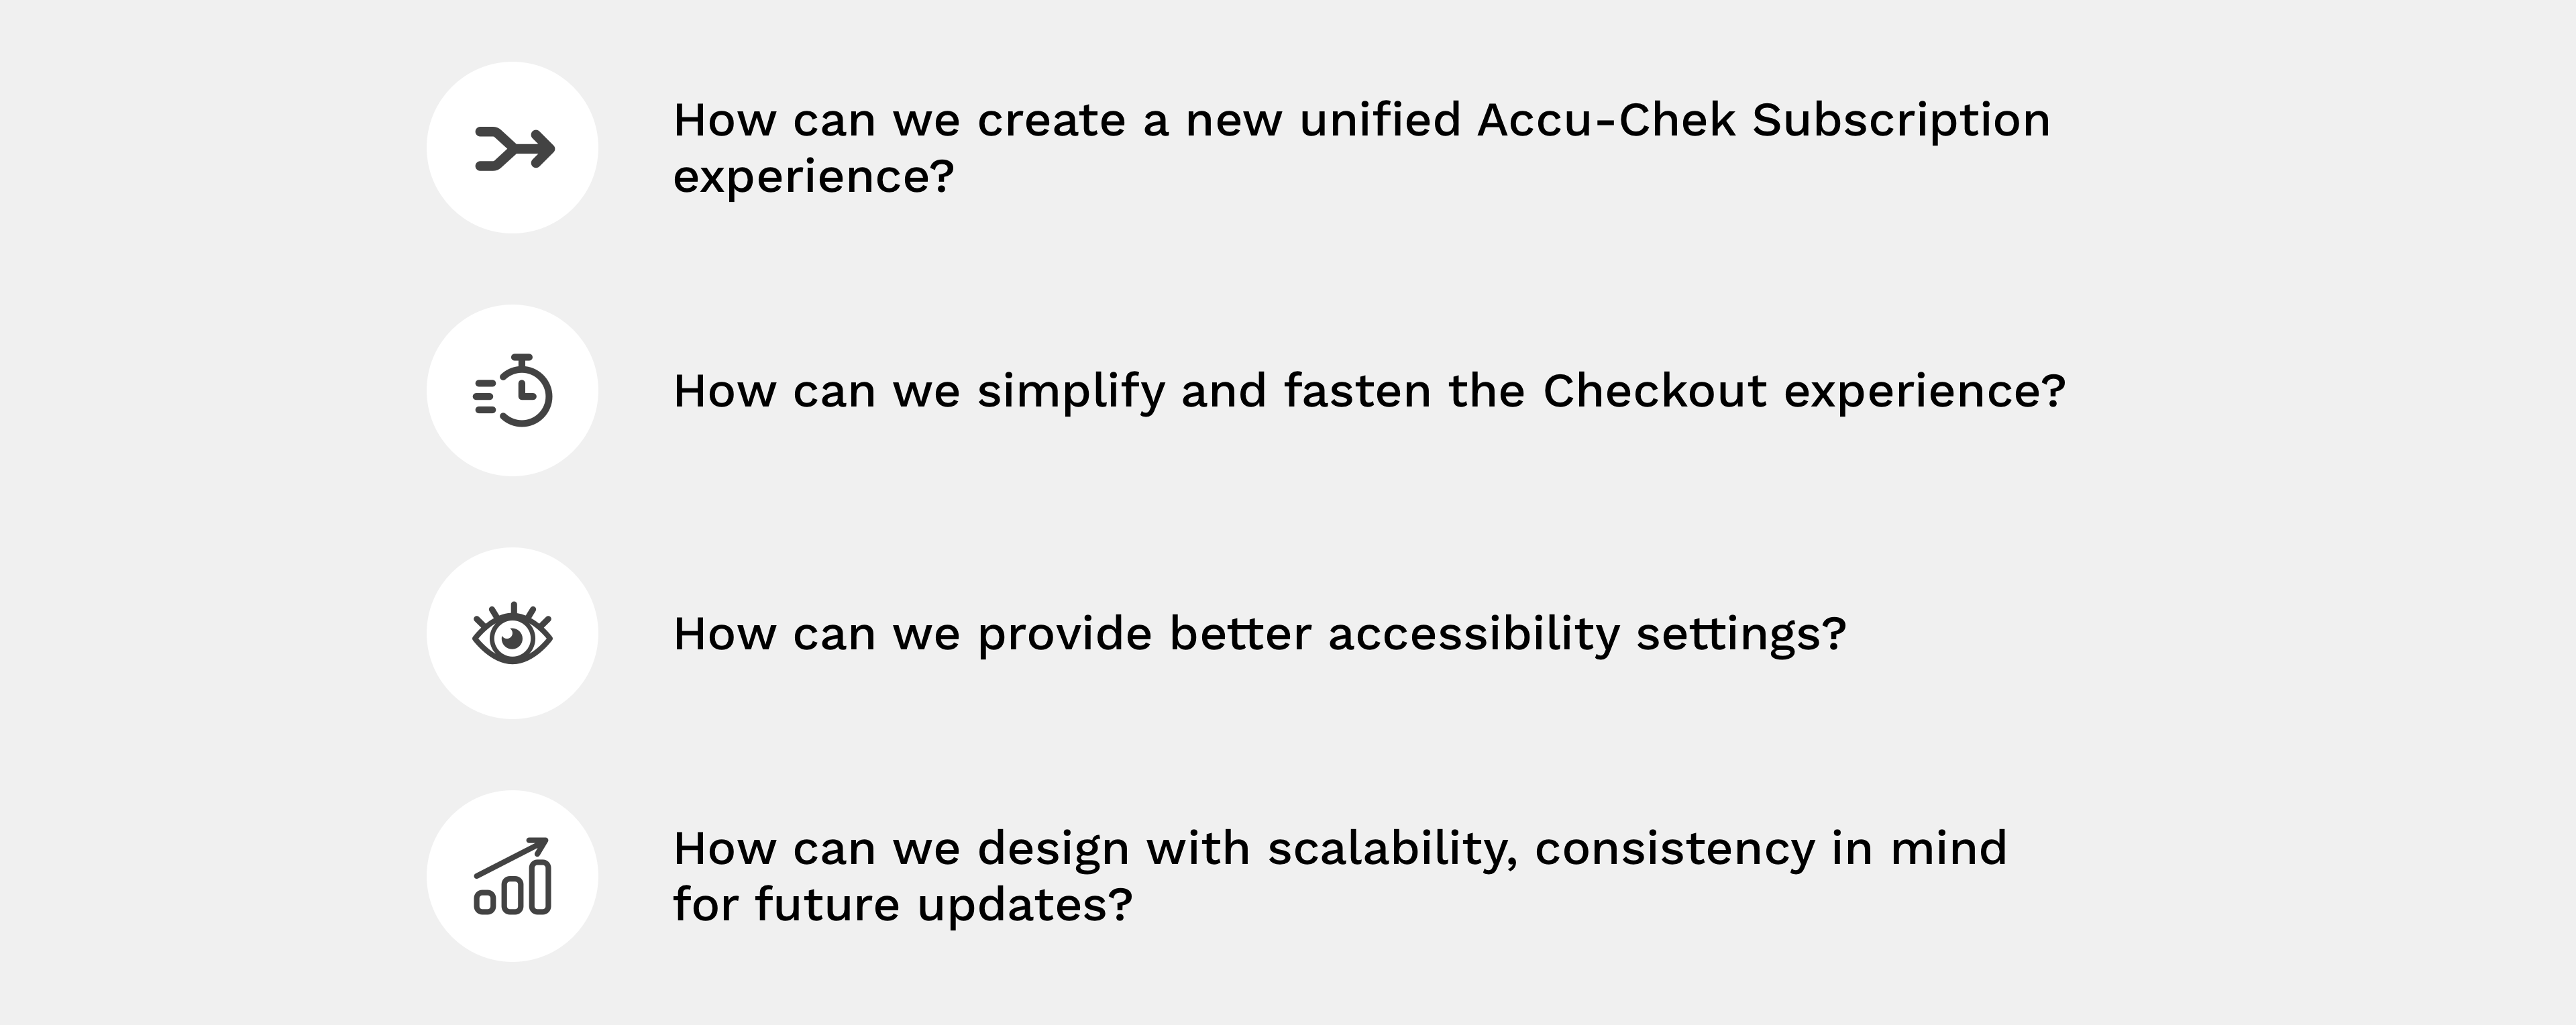 How can we create a new unified Accu-Chek Subscription
experience?
How can we simplify and fasten the Checkout experience?
How can we provide better accessibility settings?
How can we design with scalability, consistency in mind
for future updates?